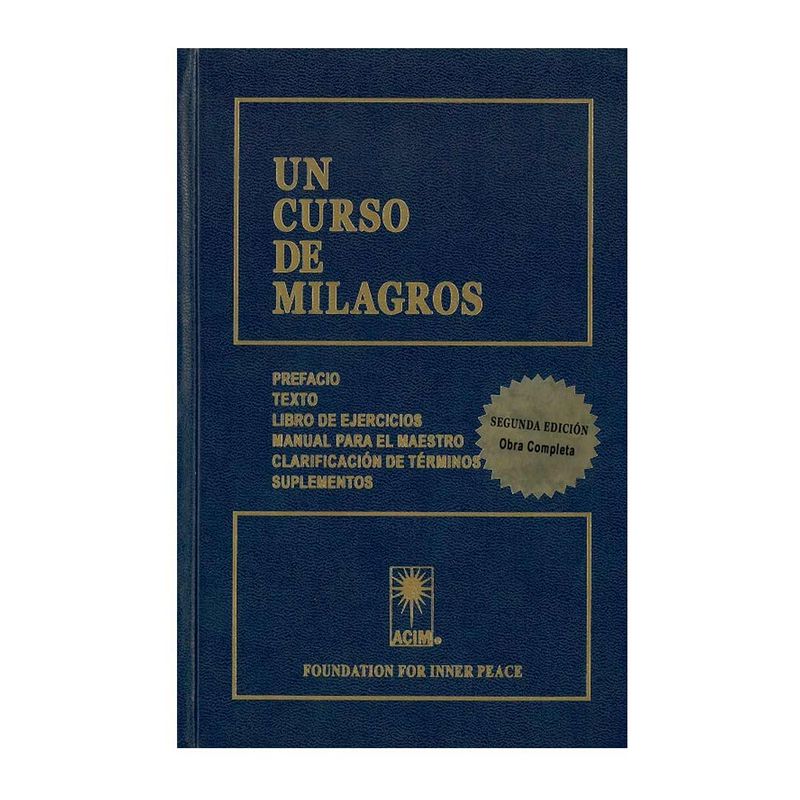 UN
CURSO
DE
MILAGROS
PREFACIO
TEXTO
LIBRO DE EJERCICIOS
MANUAL PARA EL MAESTRO
CLARIFICACIÓN DE TÉRMINOS
SUPLEMENTOS
SEGUNDA EDICIÓN
Obra Completa
ACIM®
FOUNDATION FOR INNER PEACE